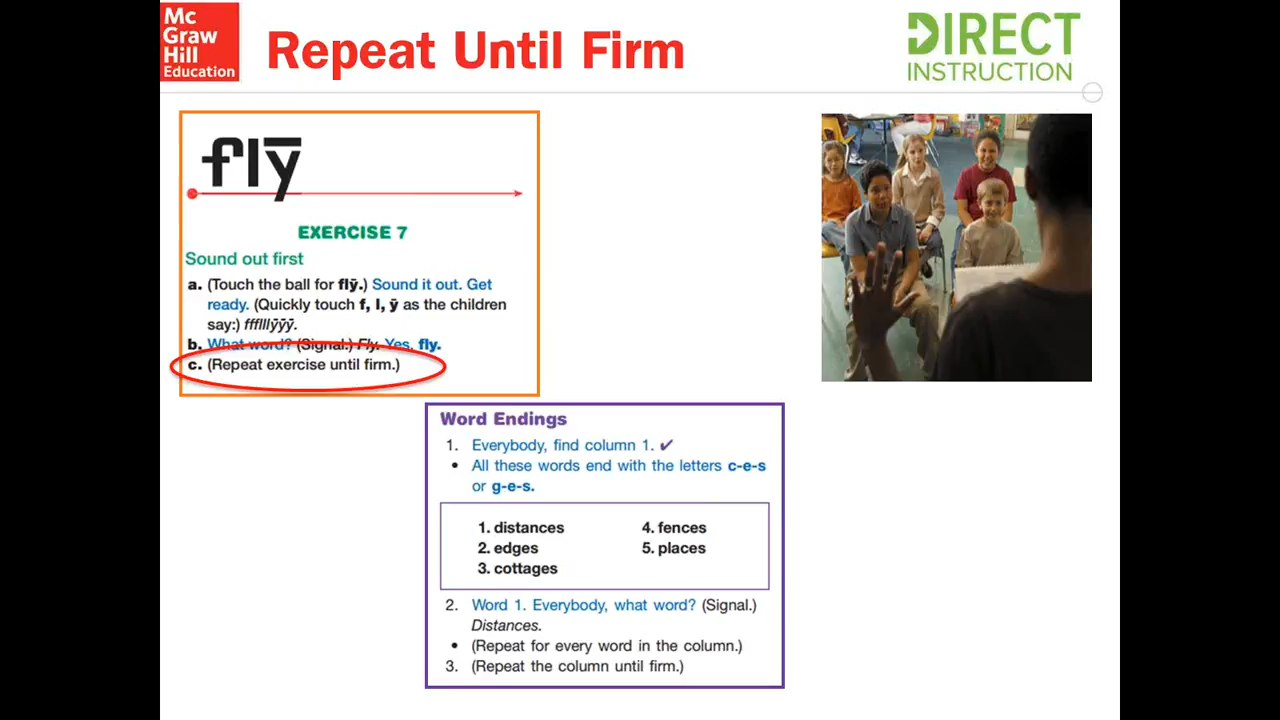 Mc
Graw
Hill
Education
Repeat Until Firm
DIRECT
INSTRUCTION
flȳ
EXERCISE 7
Sound out first
a. (Touch the ball for flȳ.) Sound it out. Get
ready. (Quickly touch f, l, ȳ as the children
say:) ffflllȳȳȳ.
b. What word? (Signal.) Fly. Yes, fly.
c. (Repeat exercise until firm.)
Word Endings
1. Everybody, find column 1. ✔
• All these words end with the letters c-e-s
or g-e-s.
1. distances 4. fences
2. edges 5. places
3. cottages
2. Word 1. Everybody, what word? (Signal.)
Distances.
• (Repeat for every word in the column.)
3. (Repeat the column until firm.)